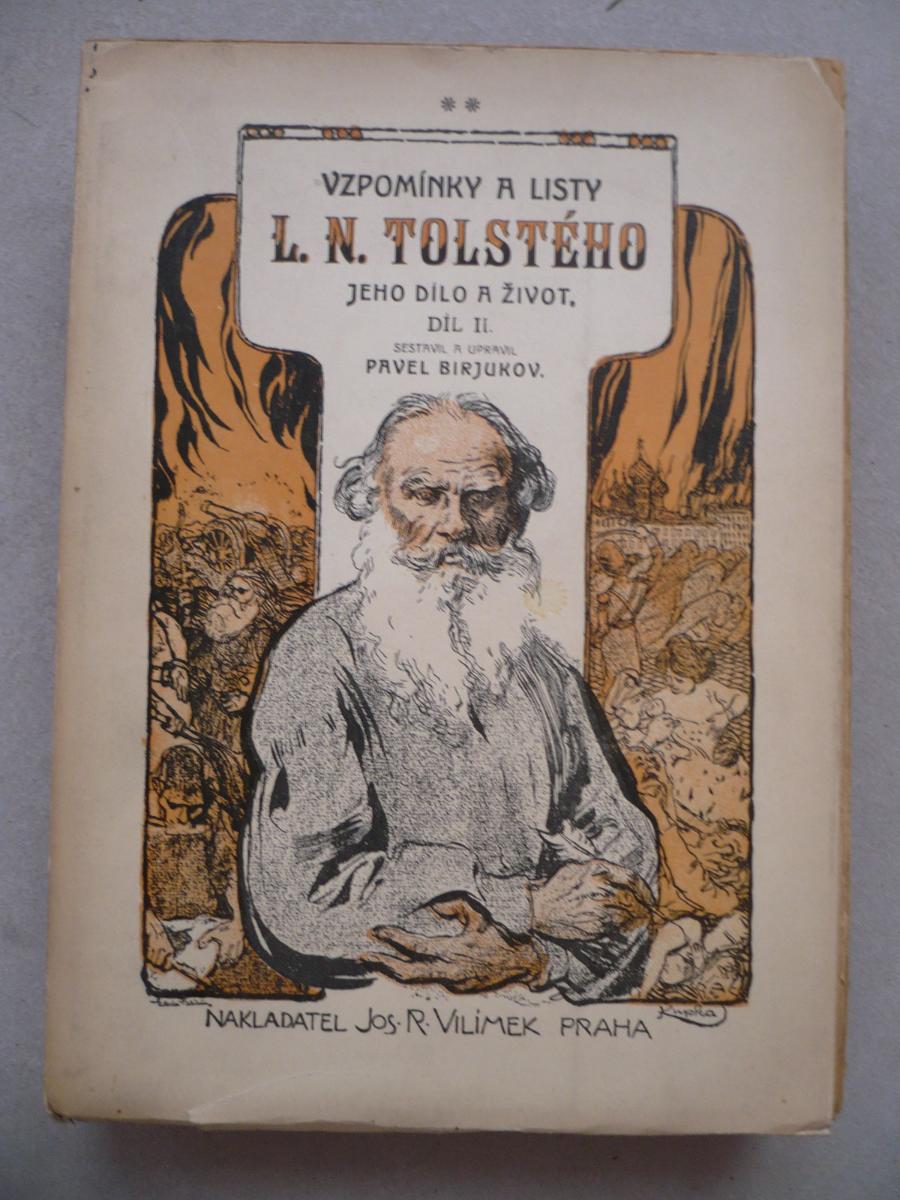 **
VZPOMÍNKY A LISTY
L. N. TOLSTÉHO
JEHO DÍLO A ŽIVOT.
DÍL II.
SESTAVIL A UPRAVIL
PAVEL BIRJUKOV.
Kupka
NAKLADATEL JOS. R. VILÍMEK PRAHA